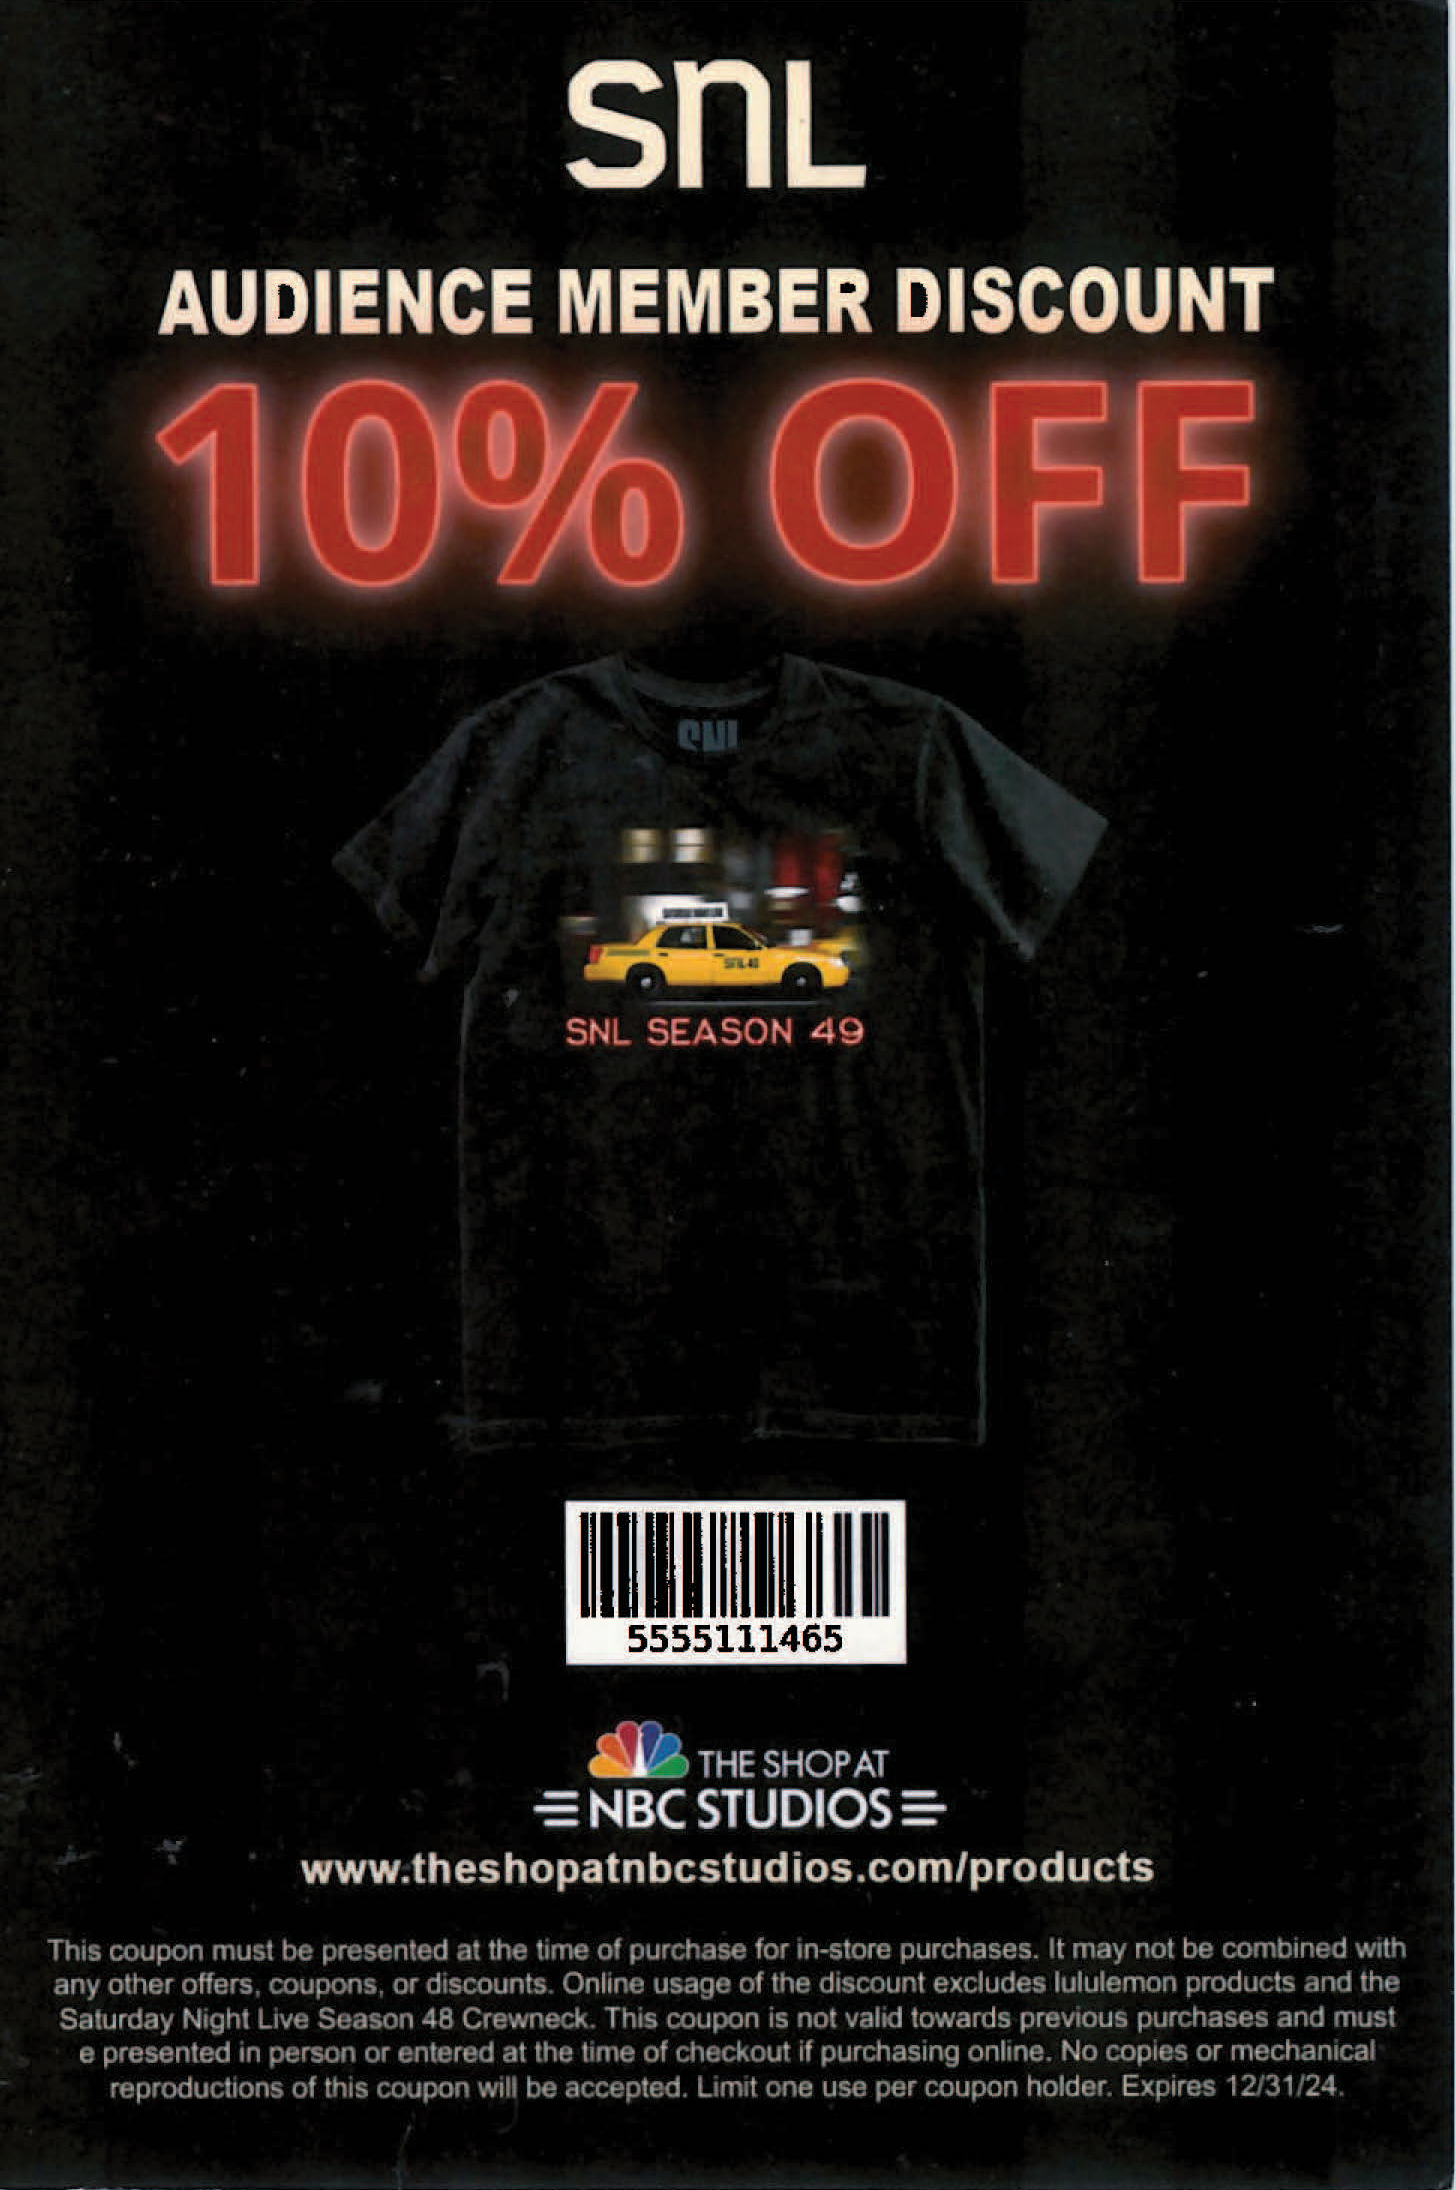 SNL
AUDIENCE MEMBER DISCOUNT
10% OFF
SNL
SNL SEASON 49
5555111465
THE SHOP AT
NBC STUDIOS
www.theshopatnbcstudios.com/products
This coupon must be presented at the time of purchase for in-store purchases. It may not be combined with
any other offers, coupons, or discounts. Online usage of the discount excludes lululemon products and the
Saturday Night Live Season 48 Crewneck. This coupon is not valid towards previous purchases and must
e presented in person or entered at the time of checkout if purchasing online. No copies or mechanical
reproductions of this coupon will be accepted. Limit one use per coupon holder. Expires 12/31/24.